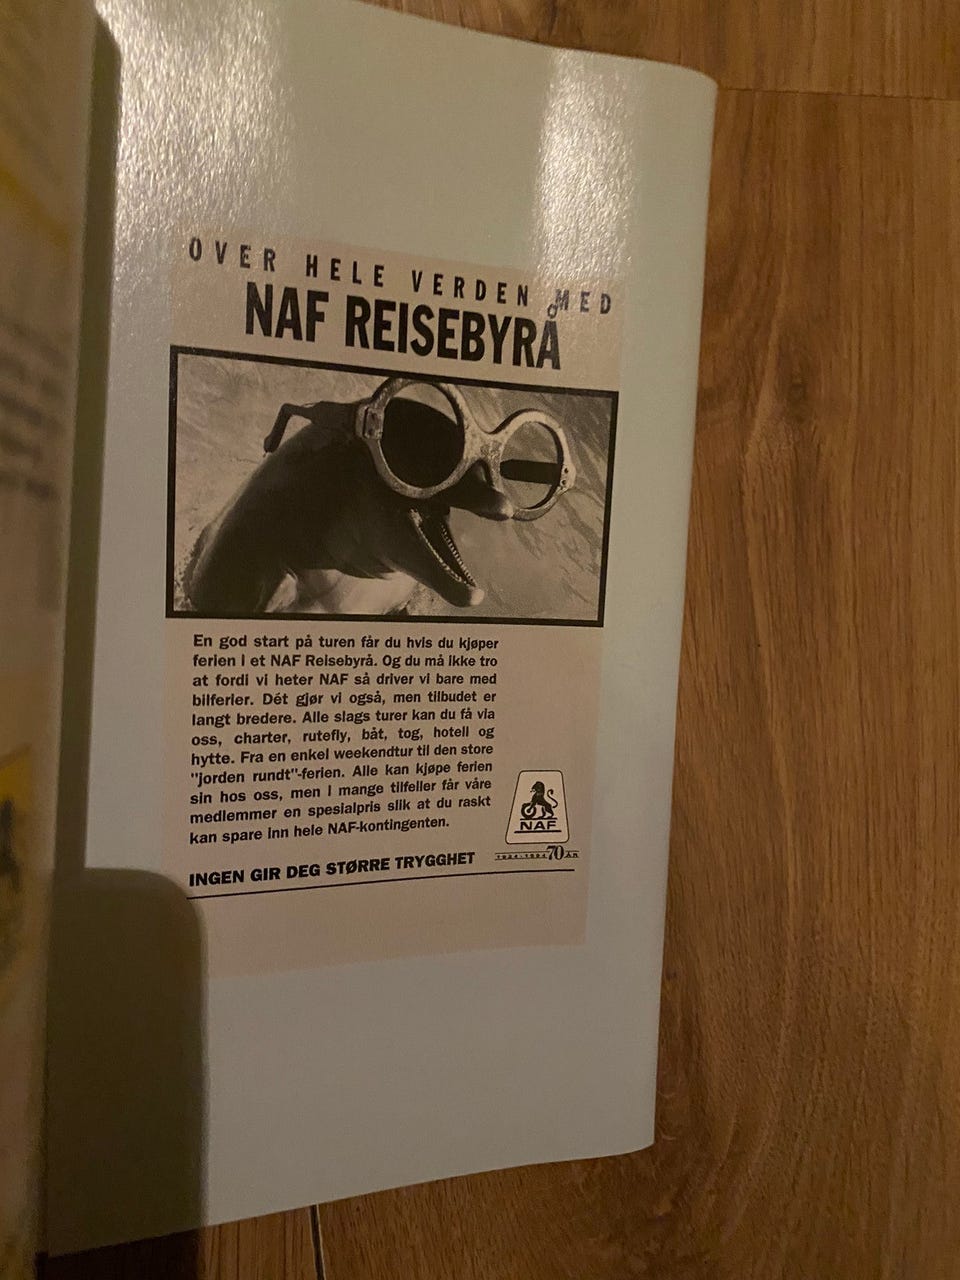 OVER HELE VERDEN MED
NAF REISEBYRÅ
En god start på turen får du hvis du kjøper
ferien i et NAF Reisebyrå. Og du må ikke tro
at fordi vi heter NAF så driver vi bare med
bilferier. Dét gjør vi også, men tilbudet er
langt bredere. Alle slags turer kan du få via
oss, charter, rutefly, båt, tog, hotell og
hytte. Fra en enkel weekendtur til den store
"jorden rundt"-ferien. Alle kan kjøpe ferien
sin hos oss, men i mange tilfeller får våre
medlemmer en spesialpris slik at du raskt
kan spare inn hele NAF-kontingenten.
NAF
INGEN GIR DEG STØRRE TRYGGHET
1924-1994 70 ÅR